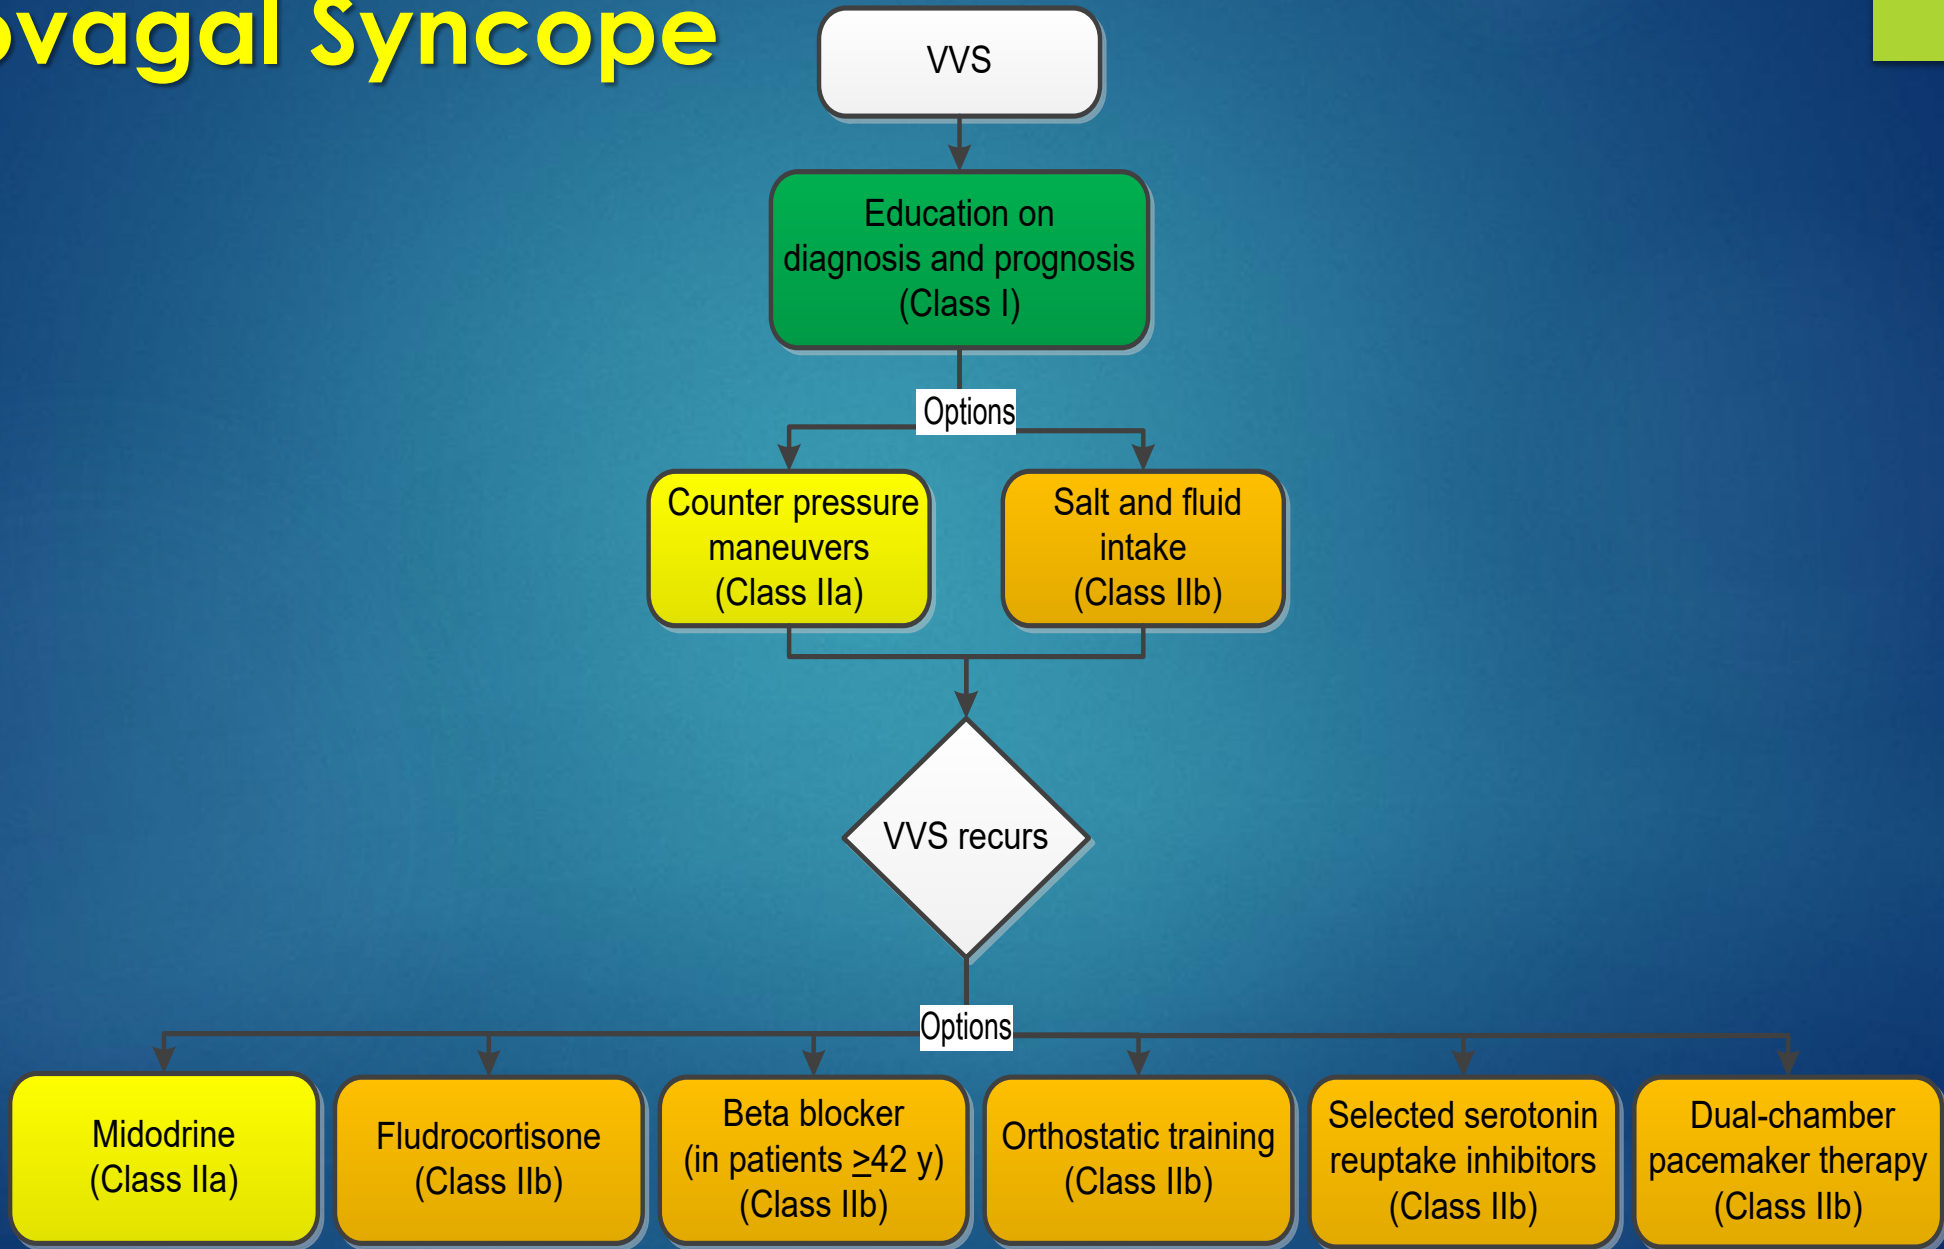 ovagal Syncope
VVS
Education on
diagnosis and prognosis
(Class I)
Options
Counter pressure
maneuvers
(Class IIa)
Salt and fluid
intake
(Class IIb)
VVS recurs
Options
Midodrine
(Class IIa)
Fludrocortisone
(Class IIb)
Beta blocker
(in patients ≥42 y)
(Class IIb)
Orthostatic training
(Class IIb)
Selected serotonin
reuptake inhibitors
(Class IIb)
Dual-chamber
pacemaker therapy
(Class IIb)